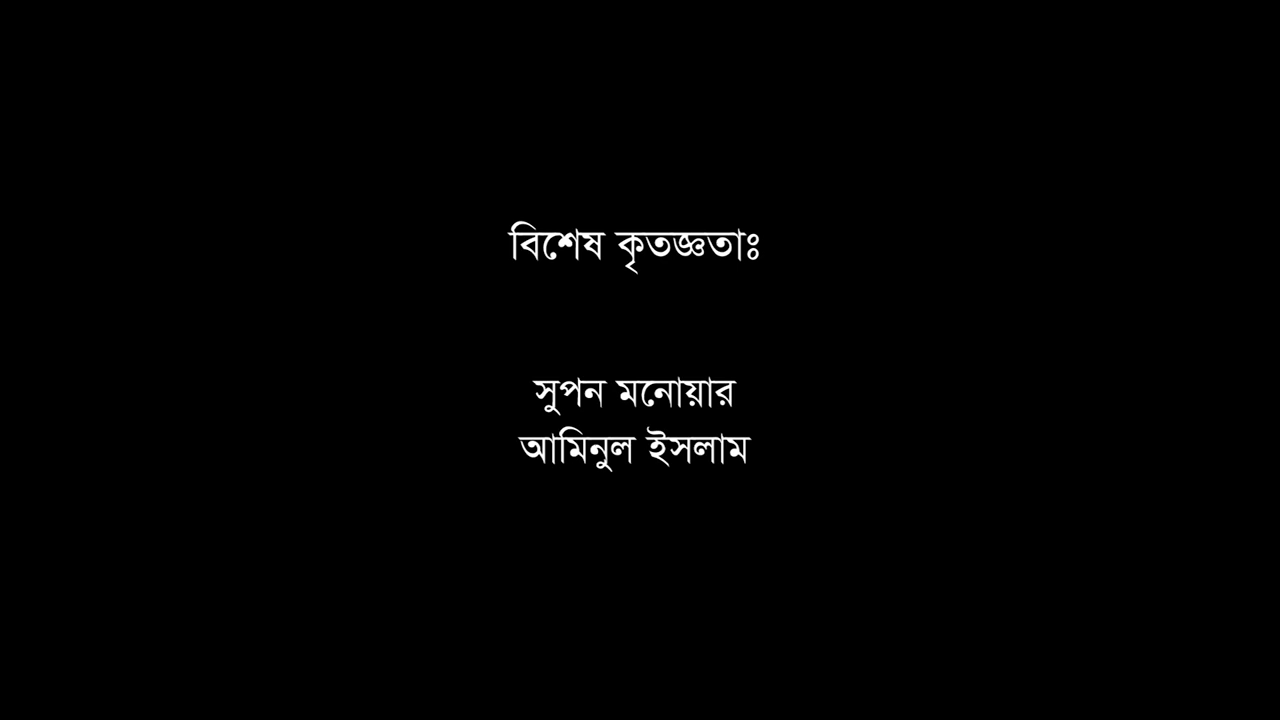 বিশেষ কৃতজ্ঞতাঃ
সুপন মনোয়ার
আমিনুল ইসলাম